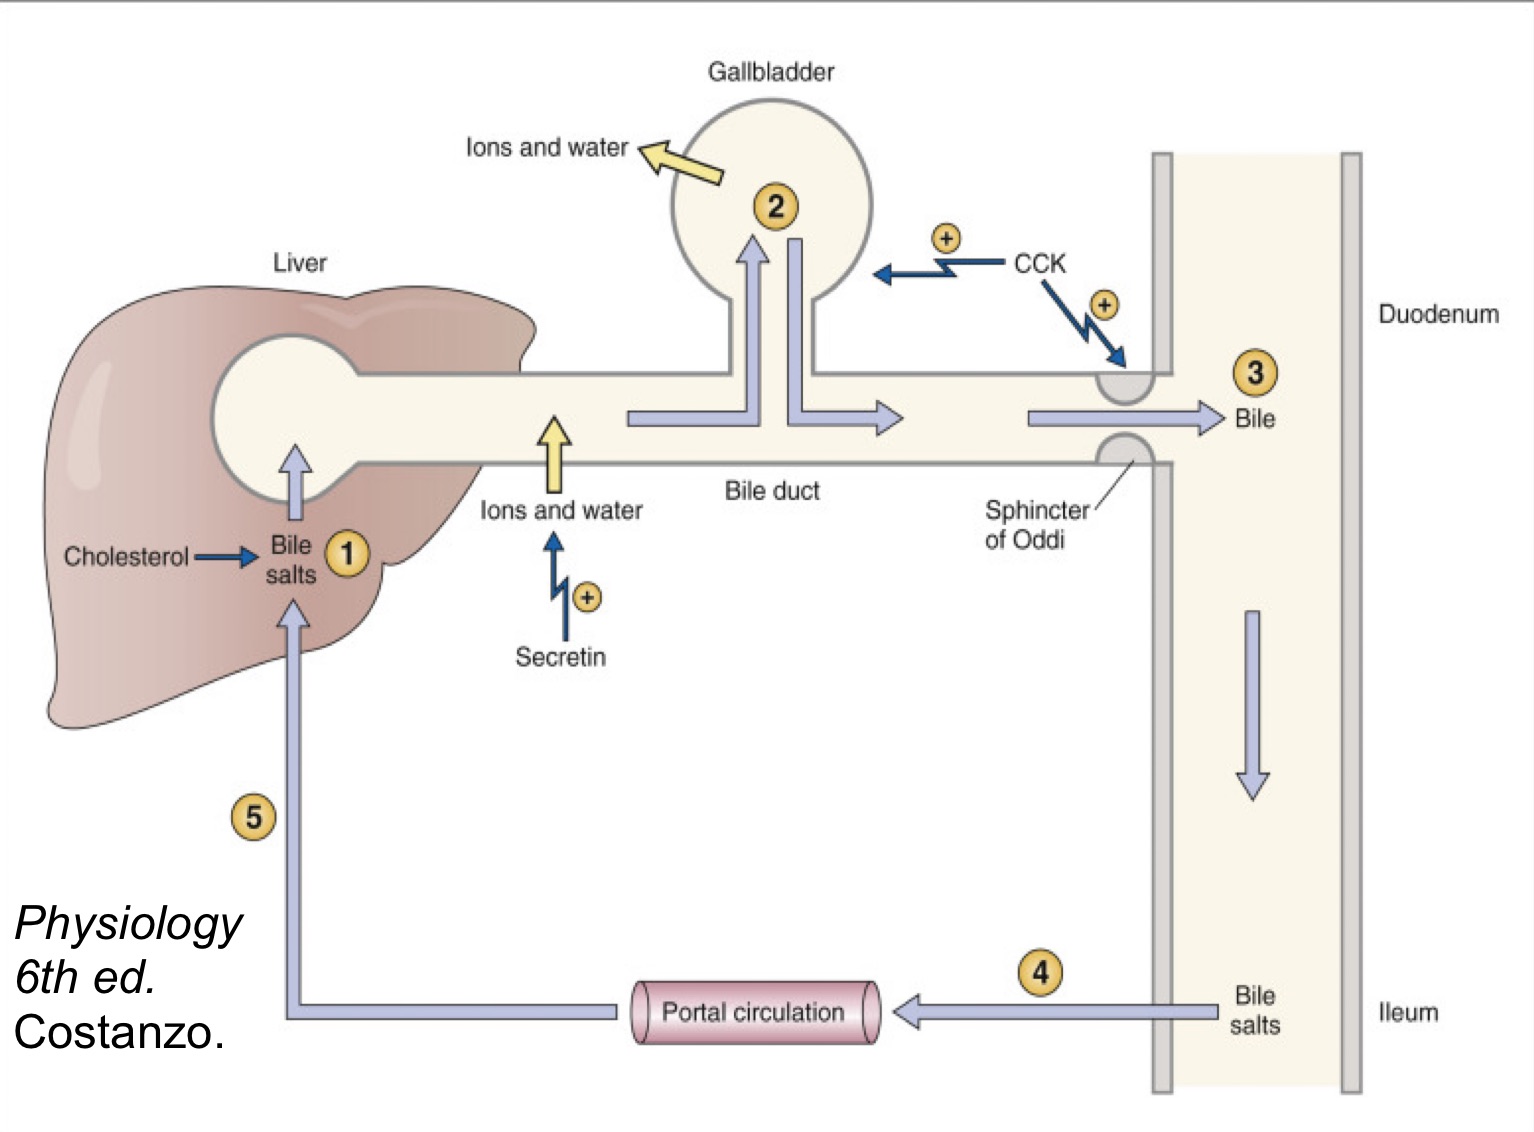 Gallbladder
Ions and water
2
+
CCK
Liver
+
Duodenum
3
Bile
Bile duct
Ions and water
Sphincter
of Oddi
Cholesterol
Bile
salts
1
+
Secretin
5
Physiology
6th ed.
Costanzo.
4
Portal circulation
Bile
salts
Ileum